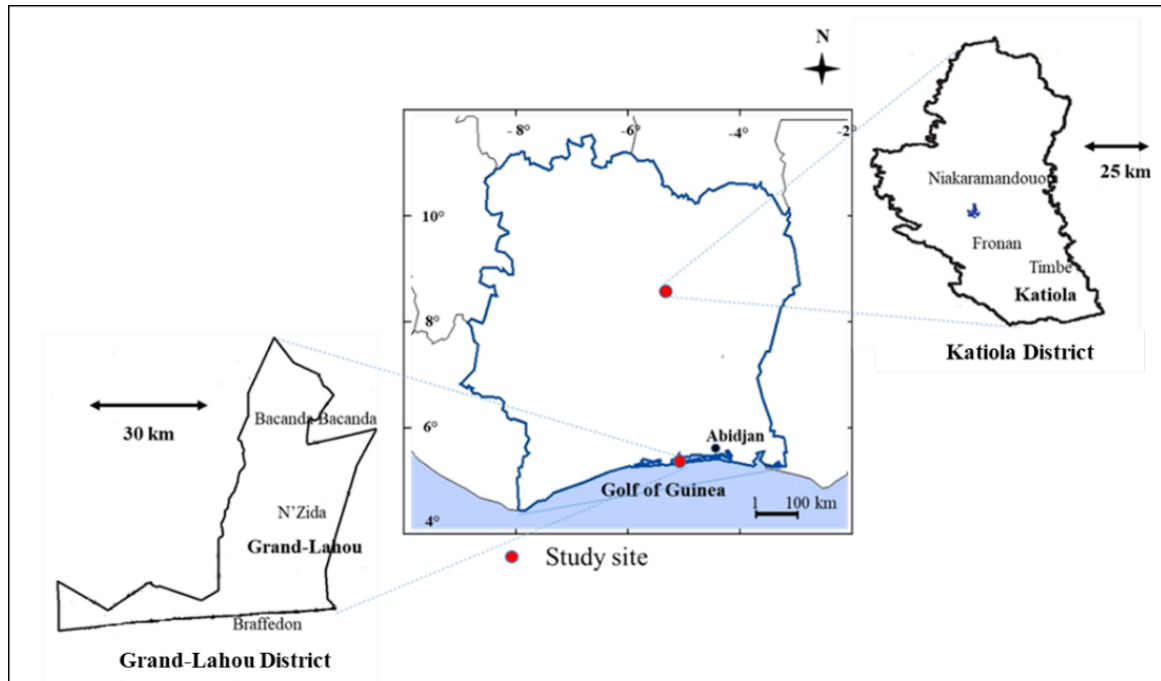 N
- 8°
-6°
-4°
-2°
10°
8°
6°
4°
Abidjan
Golf of Guinea
1 100 km
Study site
Niakaramandouou
25 km
Fronan
Timbe
Katiola
Katiola District
30 km
Bacanda-Bacanda
N’Zida
Grand-Lahou
Braffedon
Grand-Lahou District